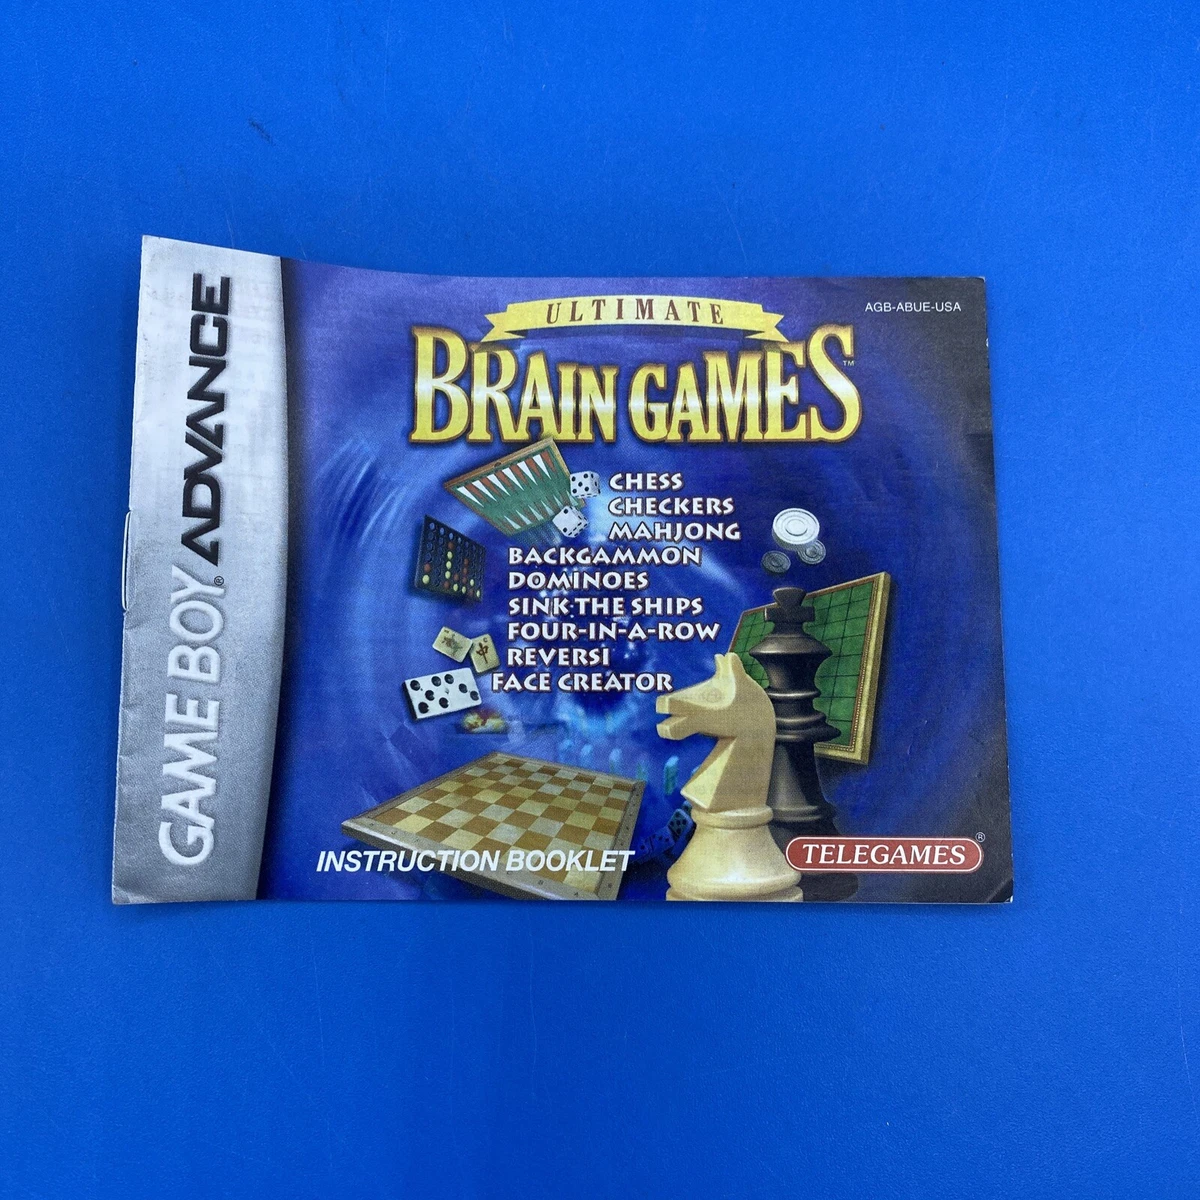 GAME BOY® ADVANCE
AGB-ABUE-USA
ULTIMATE
BRAIN GAMES™
CHESS
CHECKERS
MAHJONG
BACKGAMMON
DOMINOES
SINK-THE SHIPS
FOUR-IN-A-ROW
REVERSI
FACE CREATOR
INSTRUCTION BOOKLET
TELEGAMES®